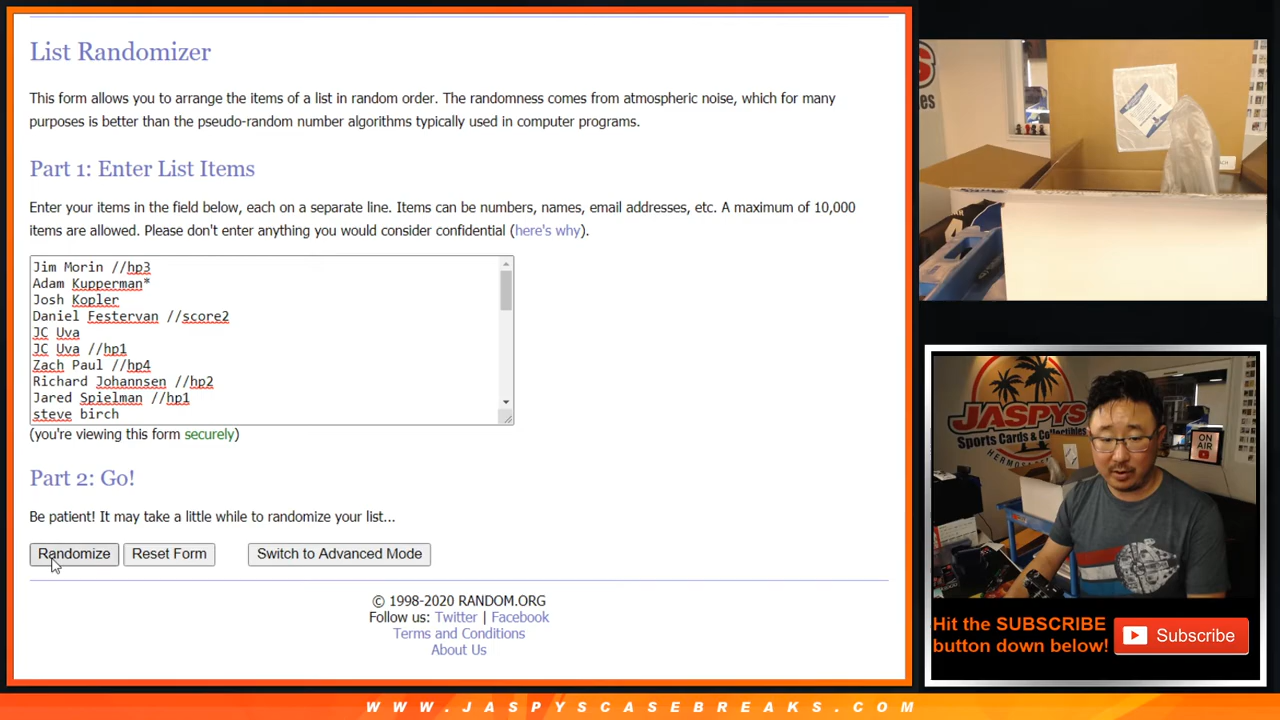 List Randomizer
This form allows you to arrange the items of a list in random order. The randomness comes from atmospheric noise, which for many
purposes is better than the pseudo-random number algorithms typically used in computer programs.
Part 1: Enter List Items
Enter your items in the field below, each on a separate line. Items can be numbers, names, email addresses, etc. A maximum of 10,000
items are allowed. Please don't enter anything you would consider confidential (here's why).
Jim Morin //hp3
Adam Kupperman*
Josh Kopler
Daniel Festervan //score2
JC Uva
JC Uva //hp1
Zach Paul //hp4
Richard Johannsen //hp2
Jared Spielman //hp1
steve birch
(you're viewing this form securely)
Part 2: Go!
Be patient! It may take a little while to randomize your list...
Randomize Reset Form Switch to Advanced Mode
© 1998-2020 RANDOM.ORG
Follow us: Twitter | Facebook
Terms and Conditions
About Us
JASPYS
Sports Cards & Collectibles
ON
AIR
Hit the SUBSCRIBE
button down below!
Subscribe
WWW.JASPYSCASEBREAKS.COM